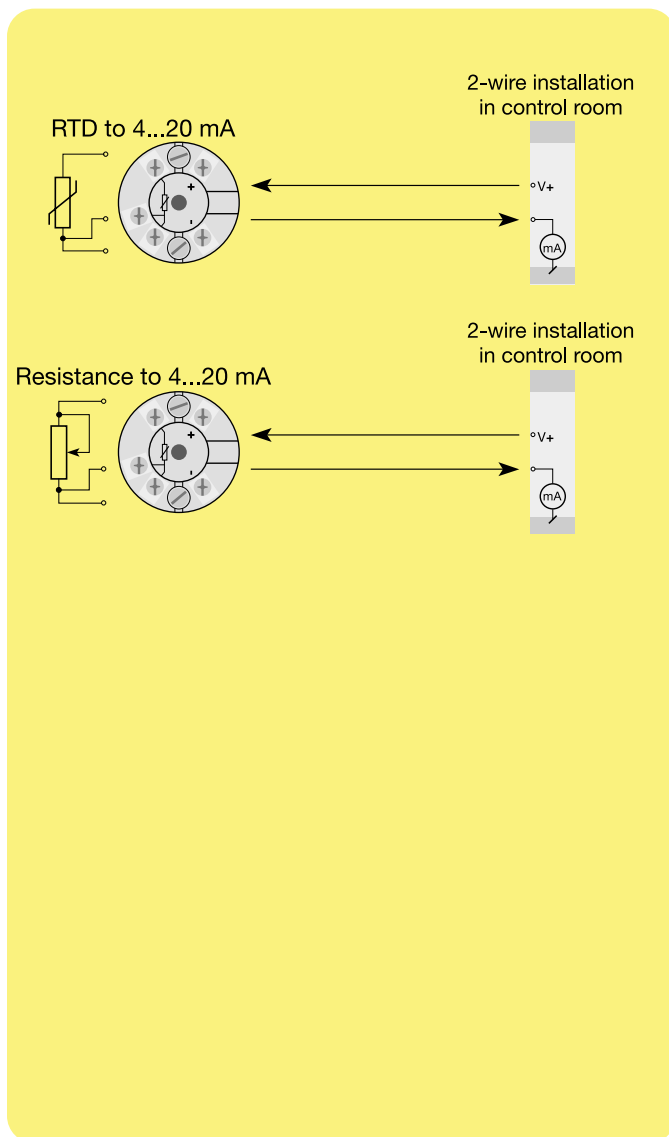 2-wire installation
in control room
RTD to 4...20 mA
+
-
V+
mA
2-wire installation
in control room
Resistance to 4...20 mA
+
-
V+
mA